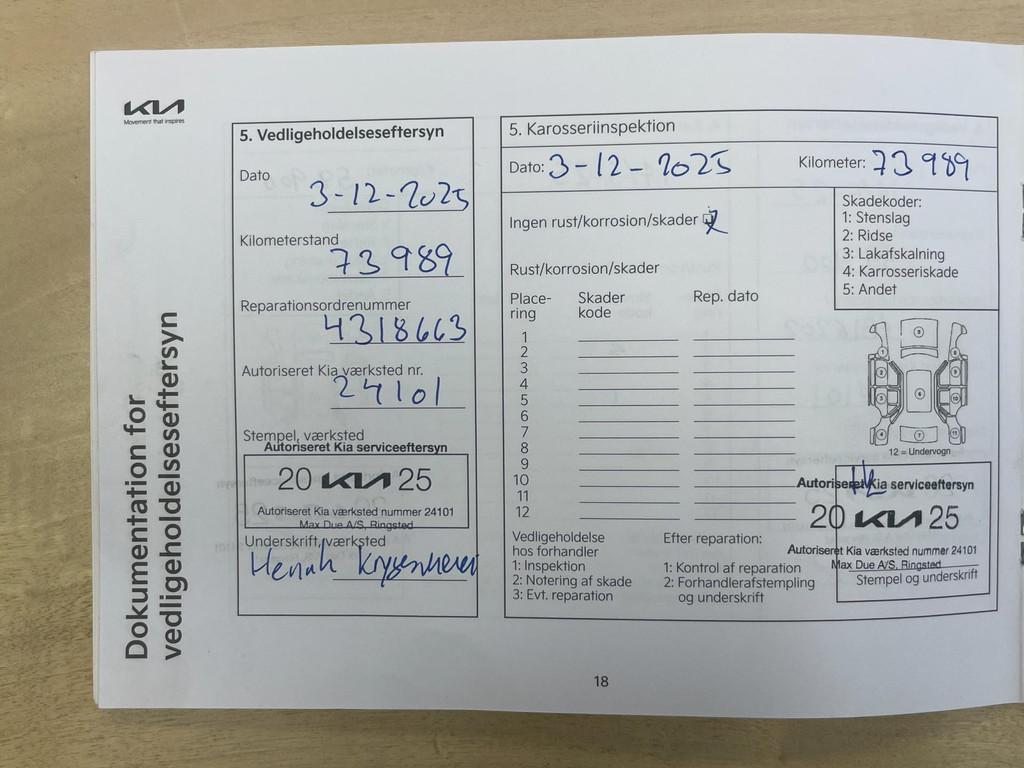 KIA
Movement that inspires
Dokumentation for
vedligeholdelseseftersyn
5. Vedligeholdelseseftersyn
Dato
3-12-2025
Kilometerstand
73989
Reparationsordrenummer
4318663
Autoriseret Kia værksted nr.
24101
Stempel, værksted
Autoriseret Kia serviceeftersyn
20 KIA 25
Autoriseret Kia værksted nummer 24101
Max Due A/S, Ringsted
Underskrift, værksted
5. Karosseriinspektion
Dato: 3-12-2025 Kilometer: 73989
Ingen rust/korrosion/skader
Skadekoder:
1: Stenslag
2: Ridse
3: Lakafskalning
4: Karrosseriskade
5: Andet
Rust/korrosion/skader
Place-
ring
Skader
kode
Rep. dato
1
2
3
4
5
6
7
8
9
10
11
12
12 = Undervogn
Vedligeholdelse
hos forhandler
1: Inspektion
2: Notering af skade
3: Evt. reparation
Efter reparation:
1: Kontrol af reparation
2: Forhandlerafstempling
og underskrift
Autoriseret Kia serviceeftersyn
20 KIA 25
Autoriseret Kia værksted nummer 24101
Max Due A/S, Ringsted
Stempel og underskrift
18